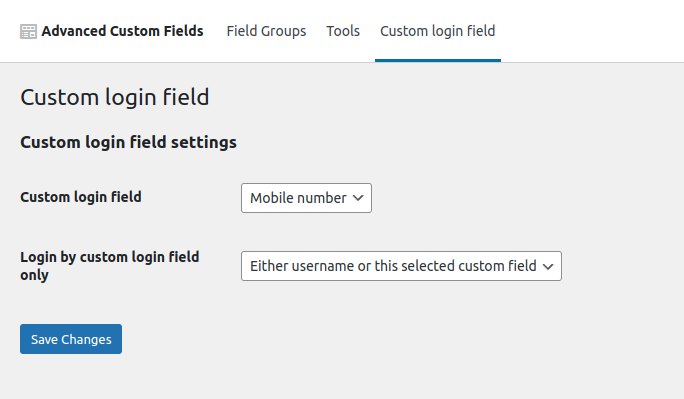 Advanced Custom Fields Field Groups Tools Custom login field
Custom login field
Custom login field settings
Custom login field Mobile number
Login by custom login field
only
Either username or this selected custom field
Save Changes